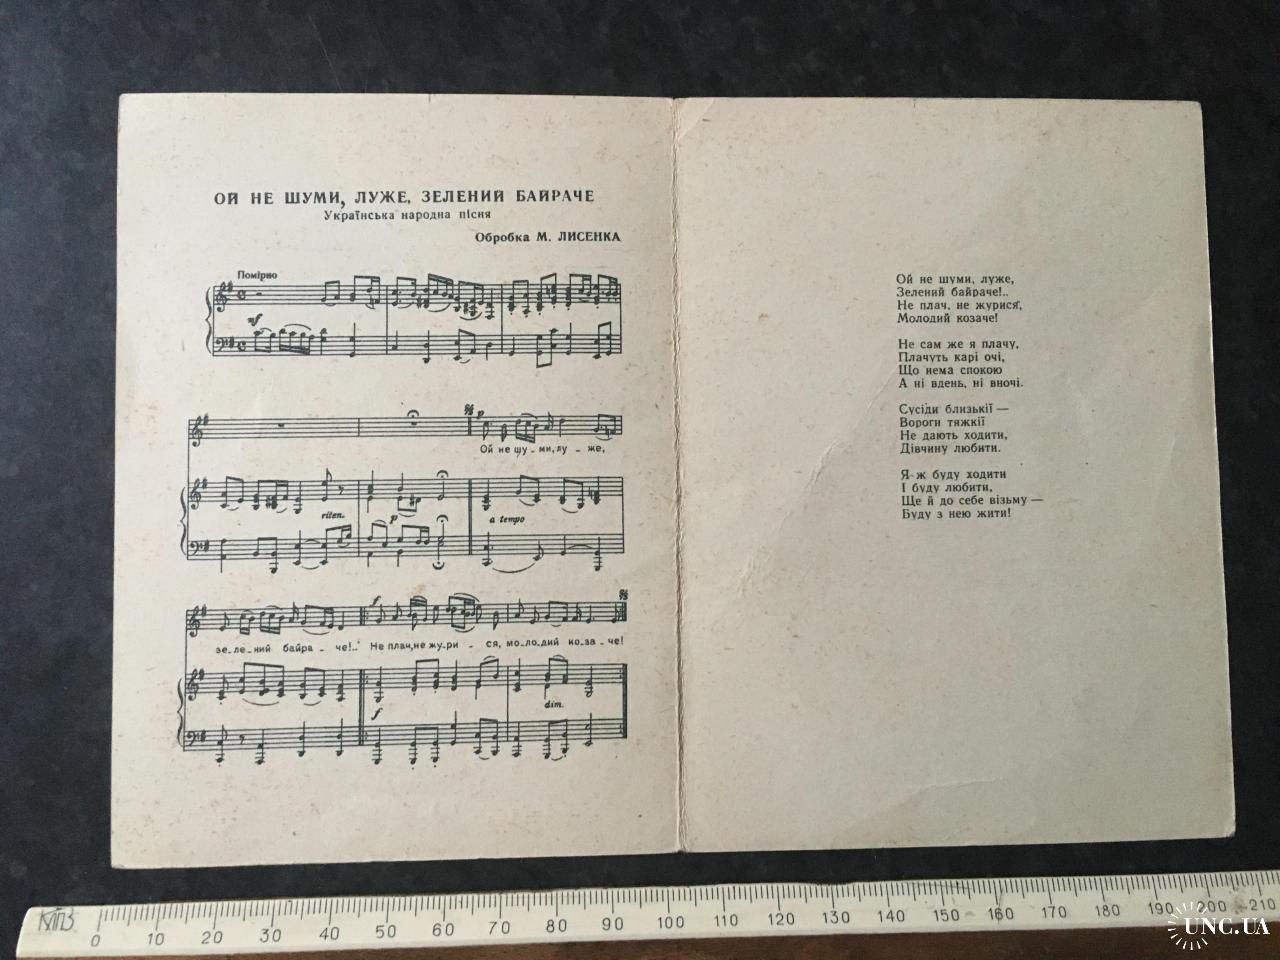 ОЙ НЕ ШУМИ, ЛУЖЕ, ЗЕЛЕНИЙ БАЙРАЧЕ
Українська народна пісня
Обробка М. ЛИСЕНКА
Помірно
mf
p
Ой не шу - ми, лу - же,
riten.
p
a tempo
f
зе-ле-ний байра - че!.. Не плач, не жу-ри - ся, мо-ло-дий ко-за - че!
f
dim.
Ой не шуми, луже,
Зелений байраче!..
Не плач, не журися,
Молодий козаче!
Не сам же я плачу,
Плачуть карі очі,
Що нема спокою
А ні вдень, ні вночі.
Сусіди близькії —
Вороги тяжкії
Не дають ходити,
Дівчину любити.
Я-ж буду ходити
І буду любити,
Ще й до себе візьму —
Буду з нею жити!
0 10 20 30 40 50 60 70 80 90 100 110 120 130 140 150 160 170 180 190 200 210
UNC.UA